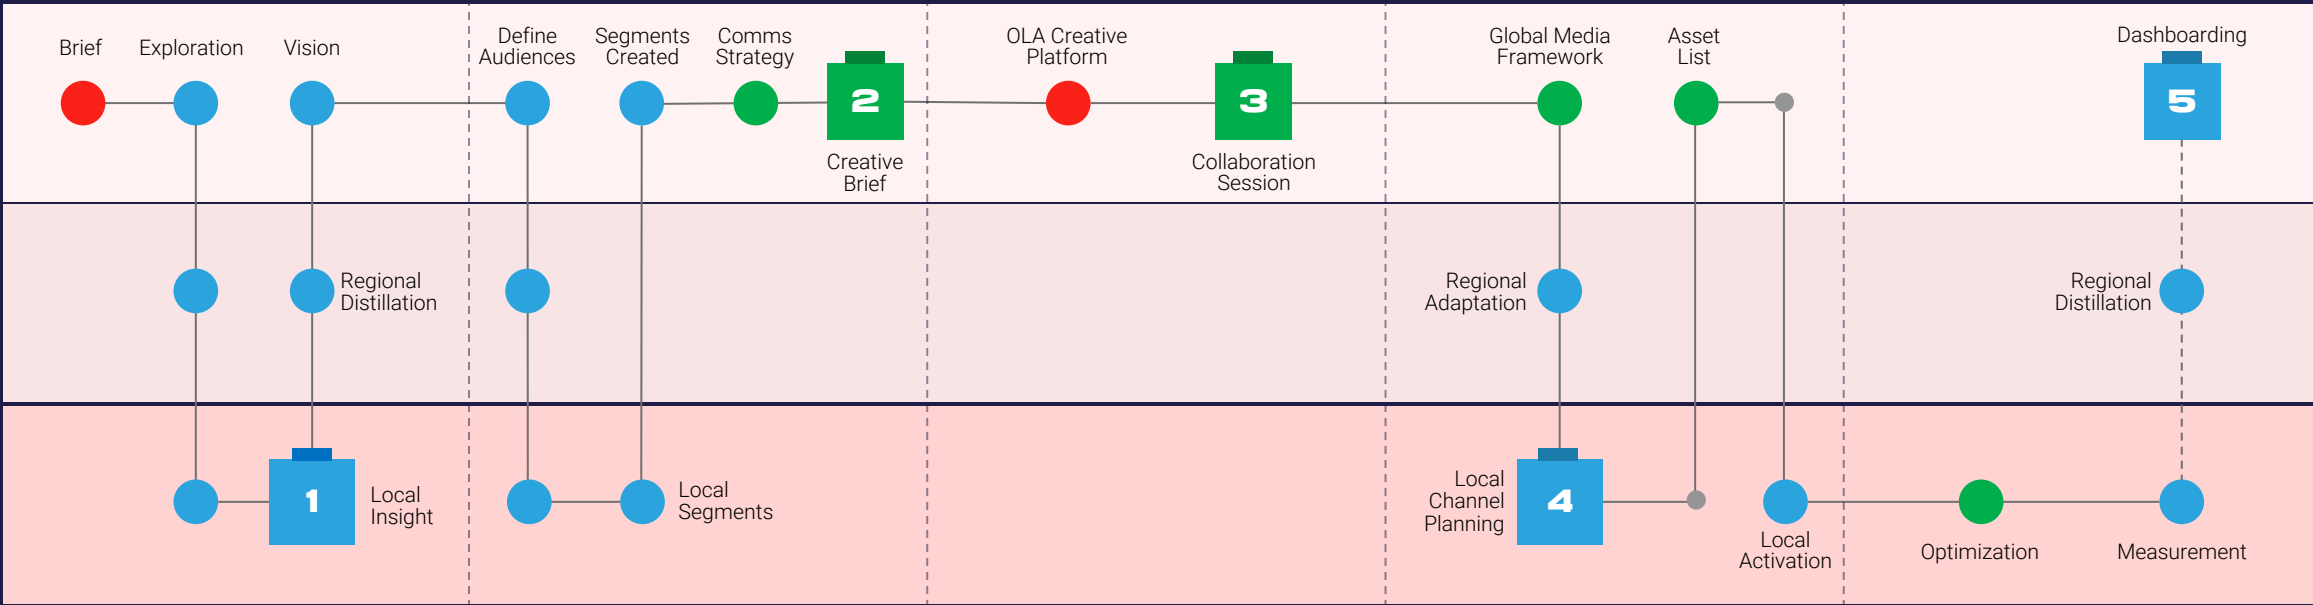 Brief
Exploration
Vision
Define
Audiences
Segments
Created
Comms
Strategy
2
Creative
Brief
OLA Creative
Platform
3
Collaboration
Session
Global Media
Framework
Asset
List
Dashboarding
5
Regional
Distillation
Regional
Adaptation
Regional
Distillation
1
Local
Insight
Local
Segments
Local
Channel
Planning
4
Local
Activation
Optimization
Measurement